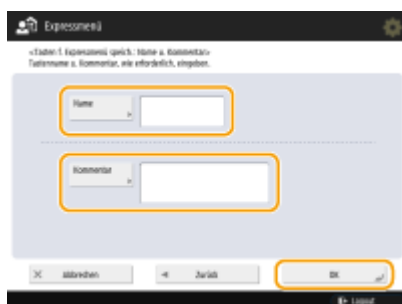 Expressmenü
<Tasten f. Expressmenü speich.: Name u. Kommentar>
Tastenname u. Kommentar, wie erforderlich, eingeben.
Name
Kommentar
Abbrechen
Zurück
OK
Logout